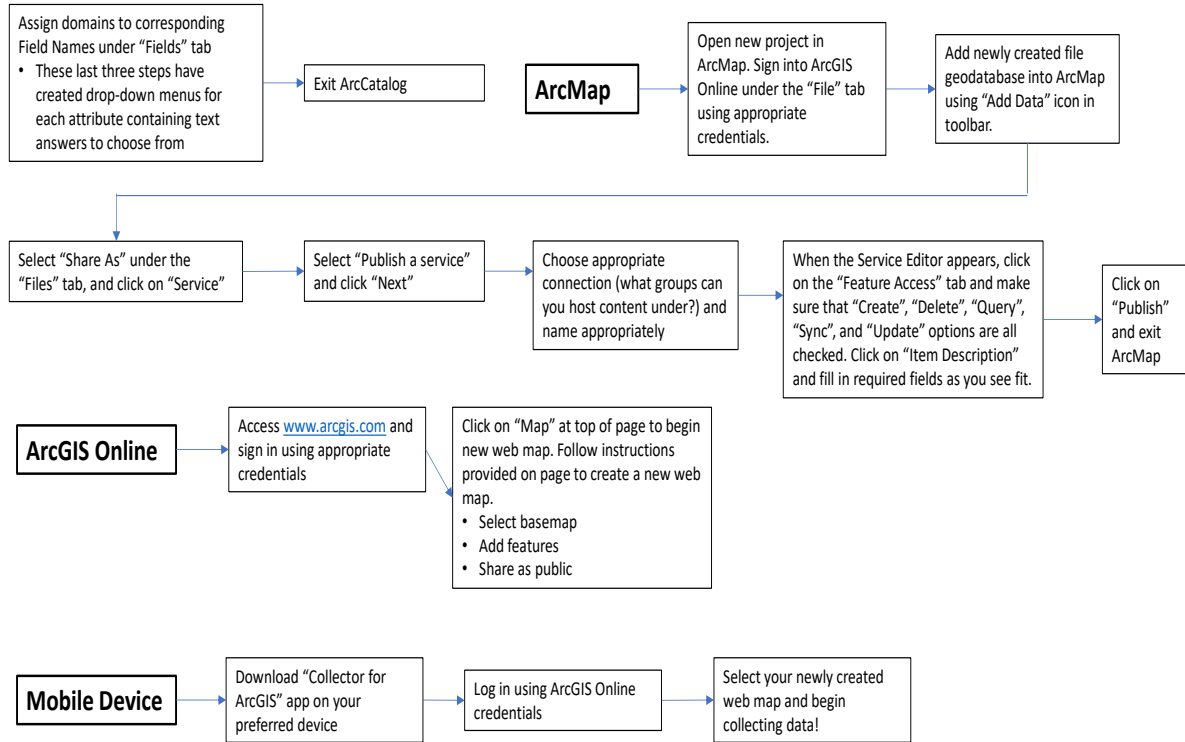 Assign domains to corresponding
Field Names under “Fields” tab
• These last three steps have
created drop-down menus for
each attribute containing text
answers to choose from
Exit ArcCatalog
ArcMap
Open new project in
ArcMap. Sign into ArcGIS
Online under the “File” tab
using appropriate
credentials.
Add newly created file
geodatabase into ArcMap
using “Add Data” icon in
toolbar.
Select “Share As” under the
“Files” tab, and click on “Service”
Select “Publish a service”
and click “Next”
Choose appropriate
connection (what groups can
you host content under?) and
name appropriately
When the Service Editor appears, click
on the “Feature Access” tab and make
sure that “Create”, “Delete”, “Query”,
“Sync”, and “Update” options are all
checked. Click on “Item Description”
and fill in required fields as you see fit.
Click on
“Publish”
and exit
ArcMap
ArcGIS Online
Access www.arcgis.com and
sign in using appropriate
credentials
Click on “Map” at top of page to begin
new web map. Follow instructions
provided on page to create a new web
map.
• Select basemap
• Add features
• Share as public
Mobile Device
Download “Collector for
ArcGIS” app on your
preferred device
Log in using ArcGIS Online
credentials
Select your newly created
web map and begin
collecting data!